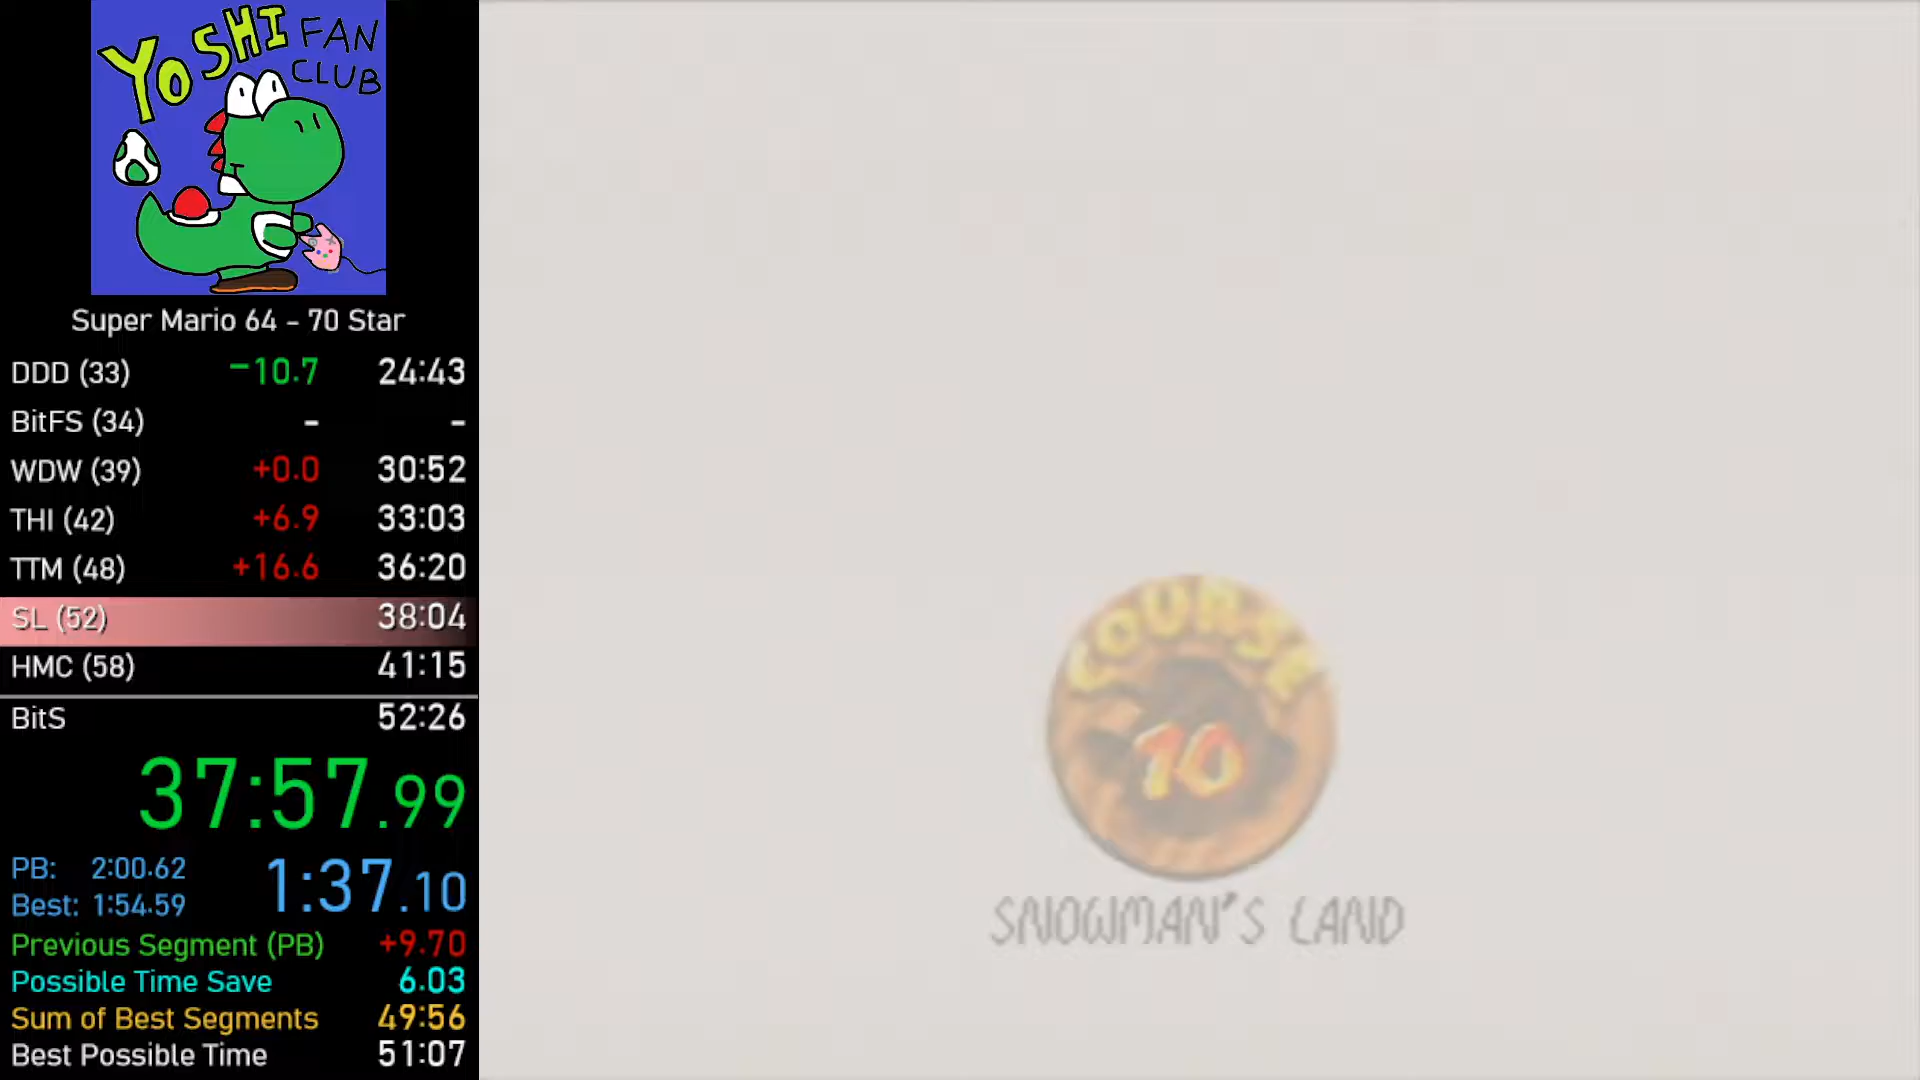 YOSHI FAN CLUB
Super Mario 64 - 70 Star
DDD (33) -10.7 24:43
BitFS (34) - -
WDW (39) +0.0 30:52
THI (42) +6.9 33:03
TTM (48) +16.6 36:20
SL (52) 38:04
HMC (58) 41:15
BitS 52:26
37:57.99
PB: 2:00.62 1:37.10
Best: 1:54.59
Previous Segment (PB) +9.70
Possible Time Save 6.03
Sum of Best Segments 49:56
Best Possible Time 51:07
COURSE
10
SNOWMAN'S LAND